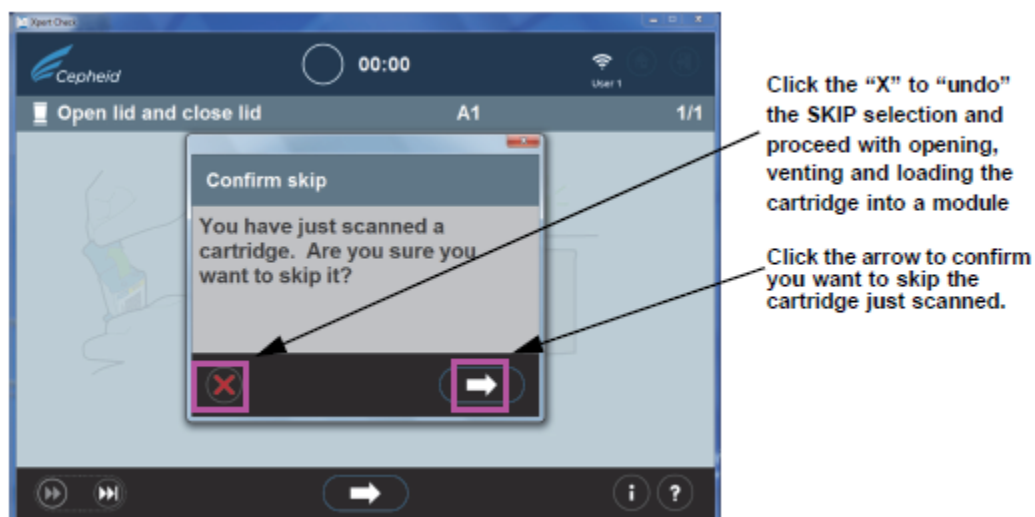 Xpert Check
Cepheid
00:00
User 1
Open lid and close lid A1 1/1
Confirm skip
You have just scanned a
cartridge. Are you sure you
want to skip it?
i ?
Click the “X” to “undo”
the SKIP selection and
proceed with opening,
venting and loading the
cartridge into a module
Click the arrow to confirm
you want to skip the
cartridge just scanned.